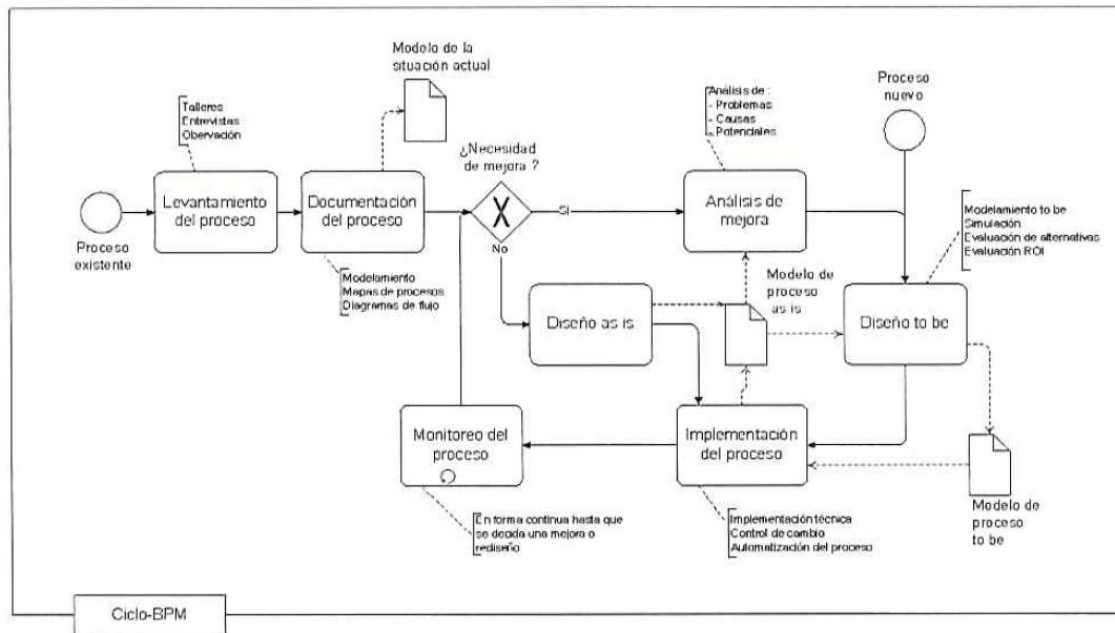 Modelo de la
situación actual
Talleres
Entrevistas
Obervación
¿Necesidad
de mejora ?
Análisis de :
- Problemas
- Causas
- Potenciales
Proceso
nuevo
Proceso
existente
Levantamiento
del proceso
Documentación
del proceso
Si
No
Análisis de
mejora
Modelamiento to be
Simulación
Evaluación de alternativas
Evaluación ROI
Modelamiento
Mapas de procesos
Diagramas de flujo
Diseño as is
Modelo de
proceso
as is
Diseño to be
Monitoreo del
proceso
Implementación
del proceso
En forma continua hasta que
se decida una mejora o
rediseño
Implementación técnica
Control de cambio
Automatización del proceso
Modelo de
proceso
to be
Ciclo-BPM